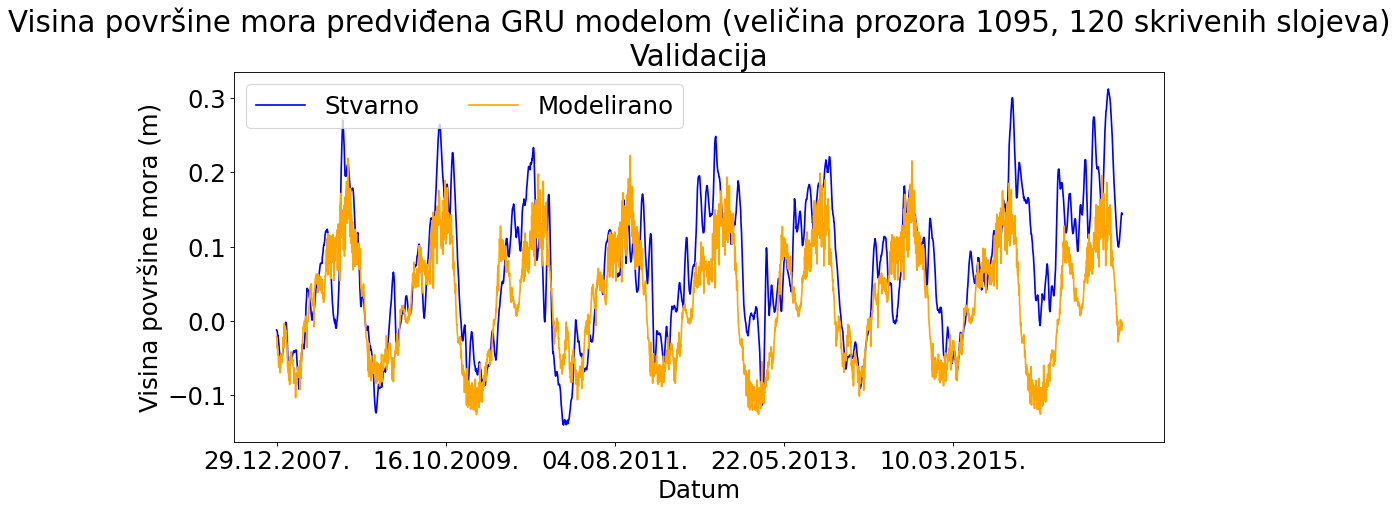 Visina površine mora predviđena GRU modelom (veličina prozora 1095, 120 skrivenih slojeva)
Validacija
Stvarno
Modelirano
Visina površine mora (m)
0.3
0.2
0.1
0.0
−0.1
29.12.2007.
16.10.2009.
04.08.2011.
22.05.2013.
10.03.2015.
Datum